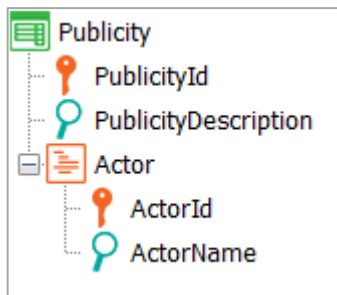 Publicity
PublicityId
PublicityDescription
Actor
ActorId
ActorName